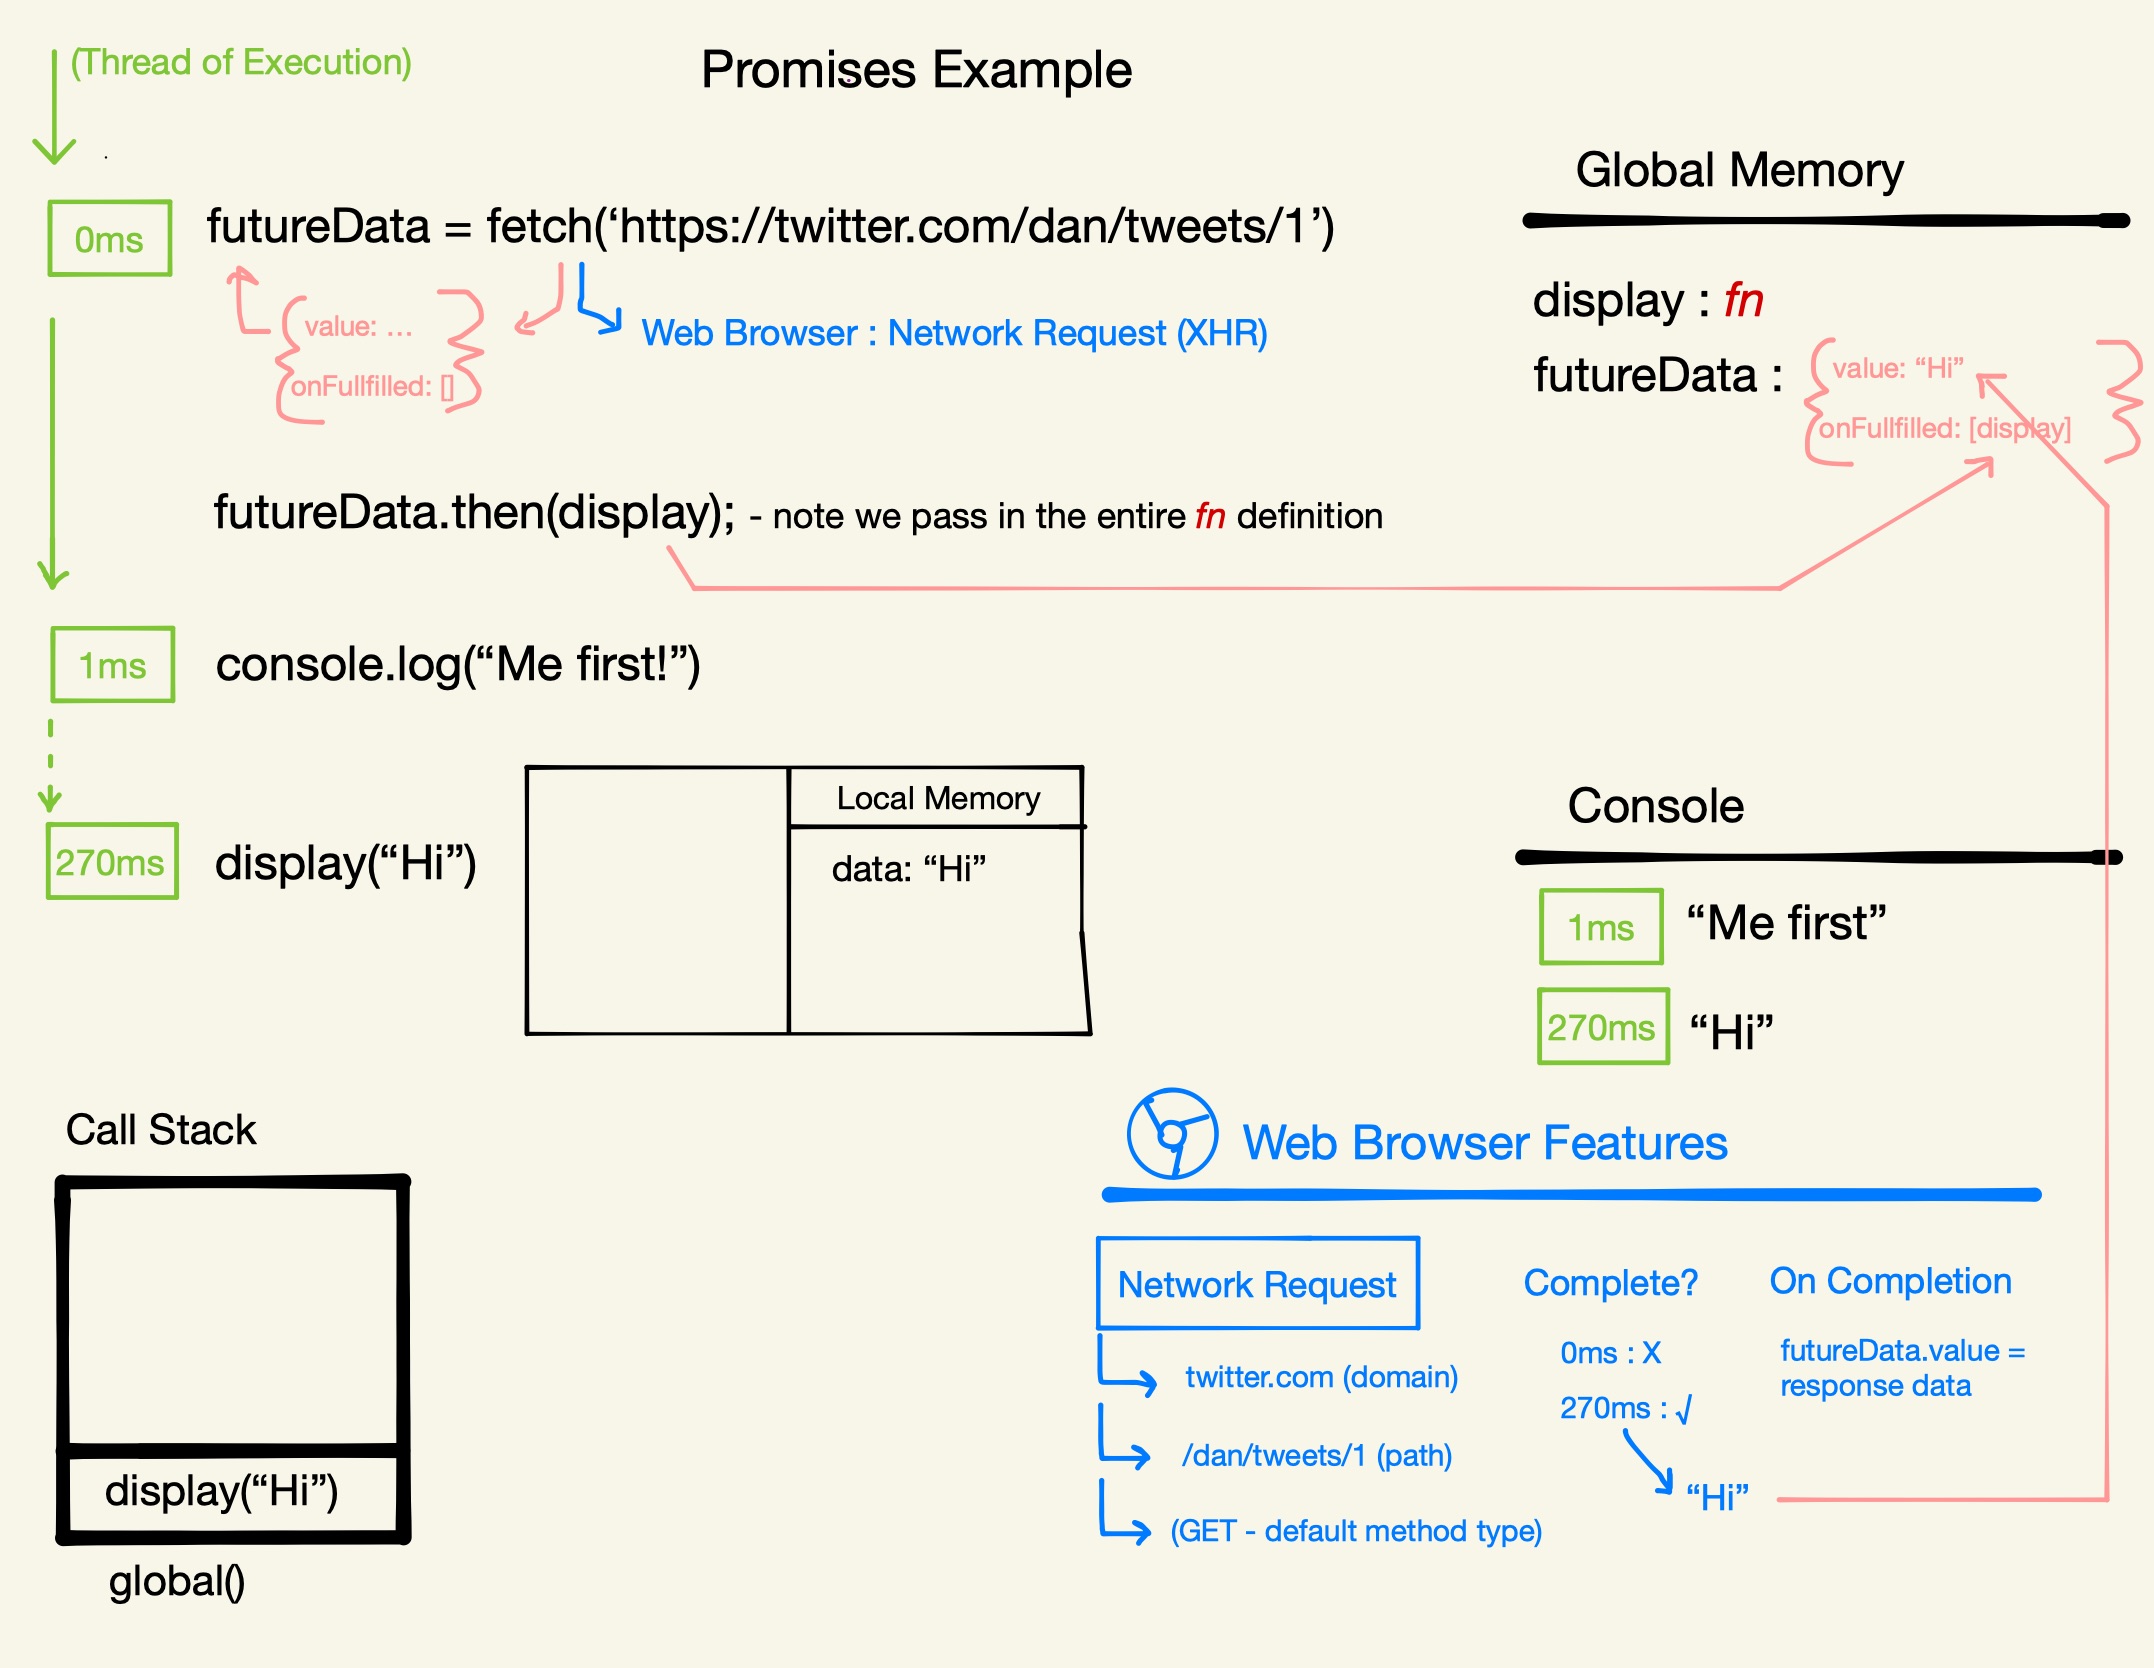 (Thread of Execution)
Promises Example
Global Memory
0ms
futureData = fetch(‘https://twitter.com/dan/tweets/1’)
value: ...
onFullfilled: []
Web Browser : Network Request (XHR)
display : fn
futureData :
value: “Hi”
onFullfilled: [display]
futureData.then(display); - note we pass in the entire fn definition
1ms
console.log(“Me first!”)
270ms
display(“Hi”)
Local Memory
data: “Hi”
Console
1ms
“Me first”
270ms
“Hi”
Call Stack
display(“Hi”)
global()
Web Browser Features
Network Request
twitter.com (domain)
/dan/tweets/1 (path)
(GET - default method type)
Complete?
0ms : X
270ms : √
“Hi”
On Completion
futureData.value =
response data